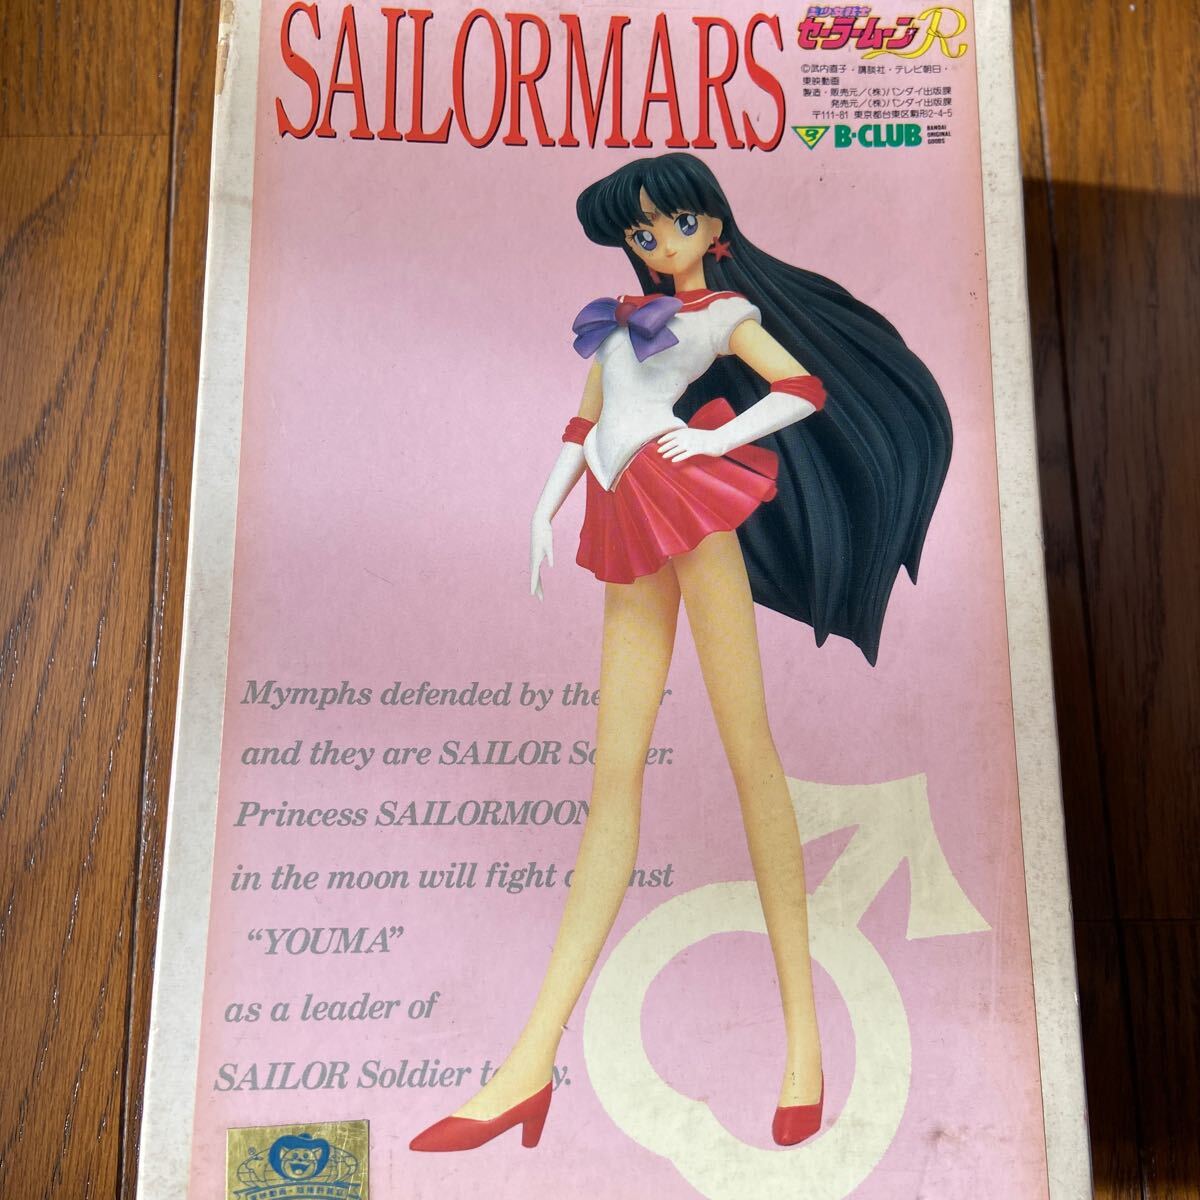 SAILORMARS
美少女戦士
セーラームーンR
©武内直子・講談社・テレビ朝日・
東映動画
製造・販売元／(株)バンダイ出版課
発売元／(株)バンダイ出版課
〒111-81 東京都台東区駒形2-4-5
B-CLUB
BANDAI
ORIGINAL
GOODS
Mymphs defended by the
and they are SAILOR
Princess SAILORMOON
in the moon will fight
“YOUMA”
as a leader of
SAILOR Soldier